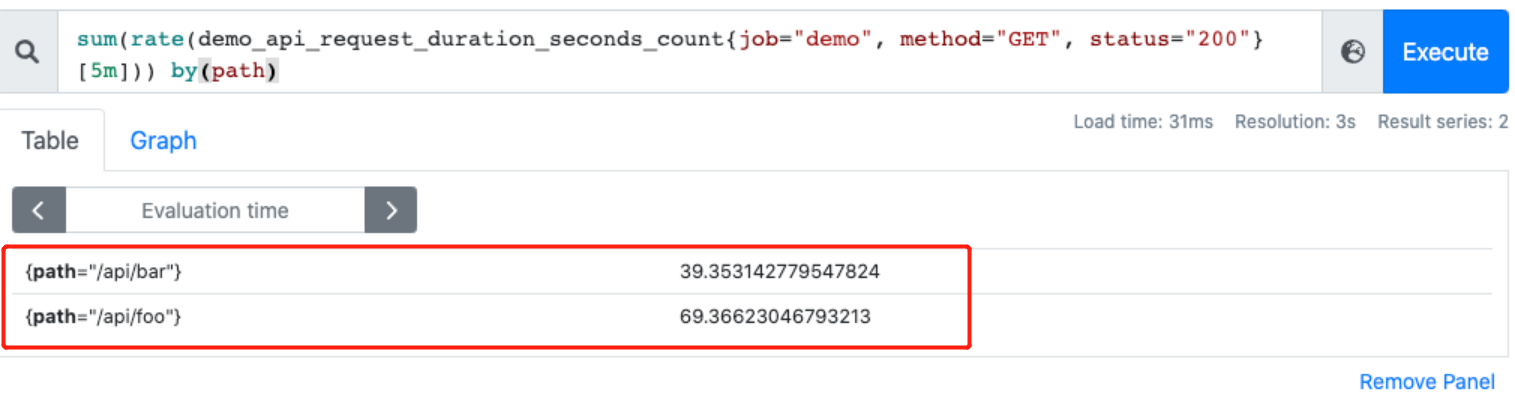 sum(rate(demo_api_request_duration_seconds_count{job="demo", method="GET", status="200"}
[5m])) by(path)
Execute
Table
Graph
Load time: 31ms Resolution: 3s Result series: 2
Evaluation time
{path="/api/bar"} 39.353142779547824
{path="/api/foo"} 69.36623046793213
Remove Panel